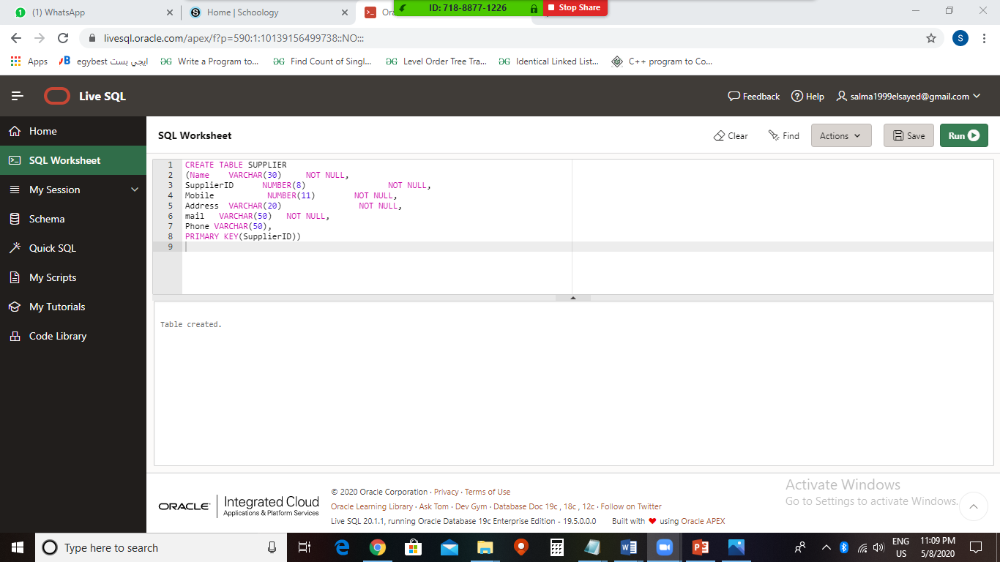 (1) WhatsApp
Home | Schoology
Ora
ID: 718-8877-1226
Stop Share
livesql.oracle.com/apex/f?p=590:1:10139156499738::NO:::
S
Apps
egybest ايجي بست
Write a Program to...
Find Count of Singl...
Level Order Tree Tra...
Identical Linked List...
C++ program to Co...
Live SQL
Feedback
Help
salma1999elsayed@gmail.com
Home
SQL Worksheet
My Session
Schema
Quick SQL
My Scripts
My Tutorials
Code Library
SQL Worksheet
Clear
Find
Actions
Save
Run
1 CREATE TABLE SUPPLIER
2 (Name VARCHAR(30) NOT NULL,
3 SupplierID NUMBER(8) NOT NULL,
4 Mobile NUMBER(11) NOT NULL,
5 Address VARCHAR(20) NOT NULL,
6 mail VARCHAR(50) NOT NULL,
7 Phone VARCHAR(50),
8 PRIMARY KEY(SupplierID))
9
Table created.
ORACLE
Integrated Cloud
Applications & Platform Services
© 2020 Oracle Corporation · Privacy · Terms of Use
Oracle Learning Library · Ask Tom · Dev Gym · Database Doc 19c, 18c, 12c · Follow on Twitter
Live SQL 20.1.1, running Oracle Database 19c Enterprise Edition - 19.5.0.0.0 Built with ❤ using Oracle APEX
Activate Windows
Go to Settings to activate Windows.
Type here to search
ENG
US
11:09 PM
5/8/2020